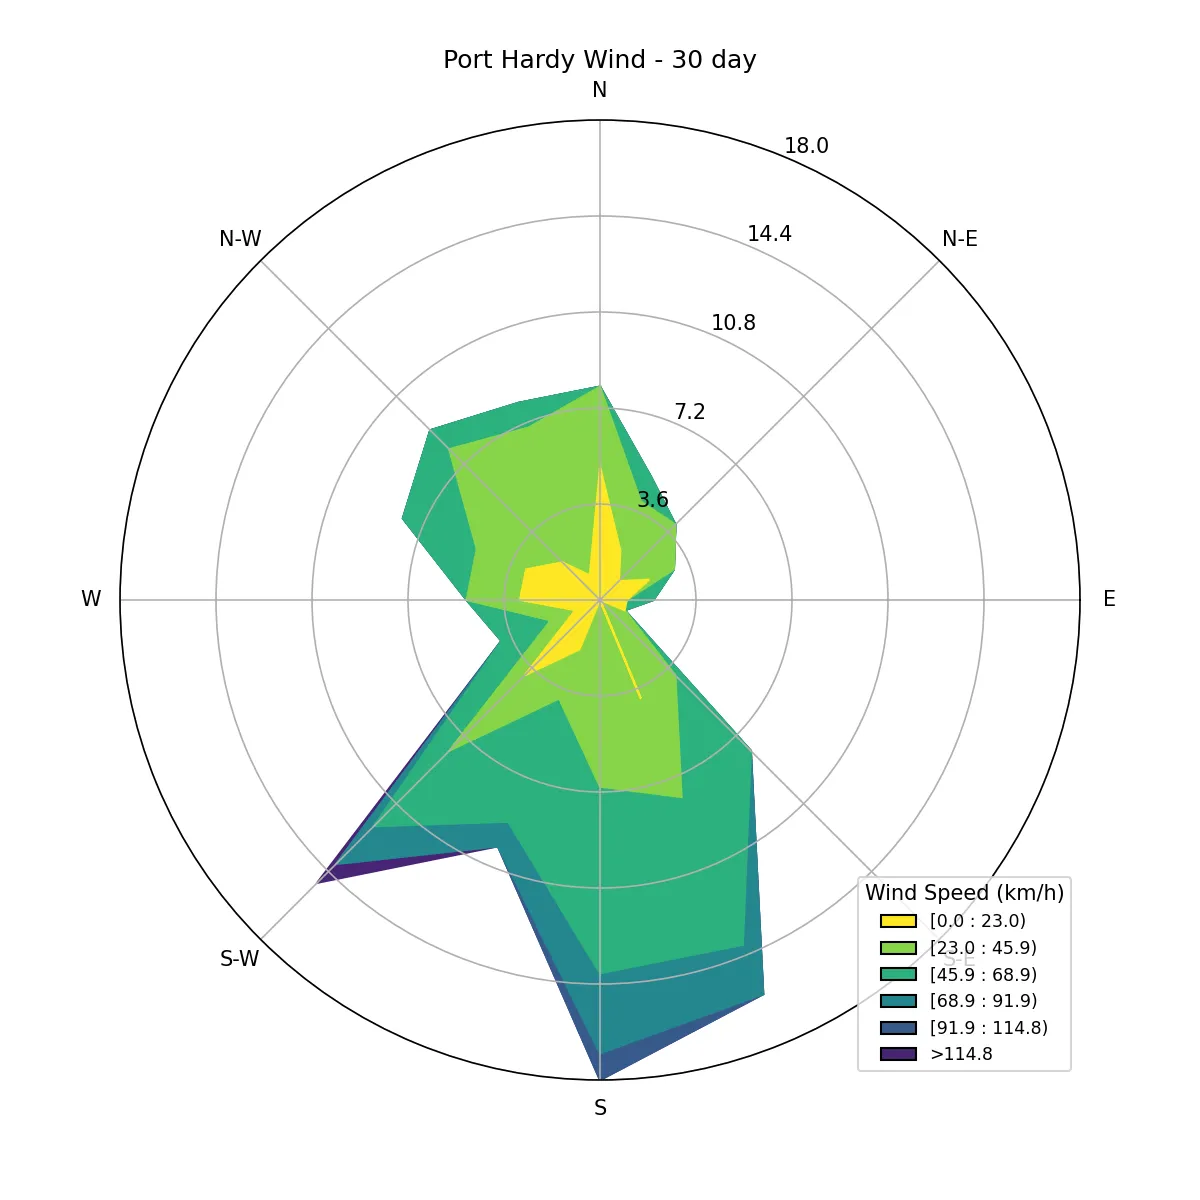 Port Hardy Wind - 30 day
N
18.0
14.4
N-W
N-E
10.8
7.2
3.6
W
E
S-W
S-E
S
Wind Speed (km/h)
[0.0 : 23.0)
[23.0 : 45.9)
[45.9 : 68.9)
[68.9 : 91.9)
[91.9 : 114.8)
>114.8